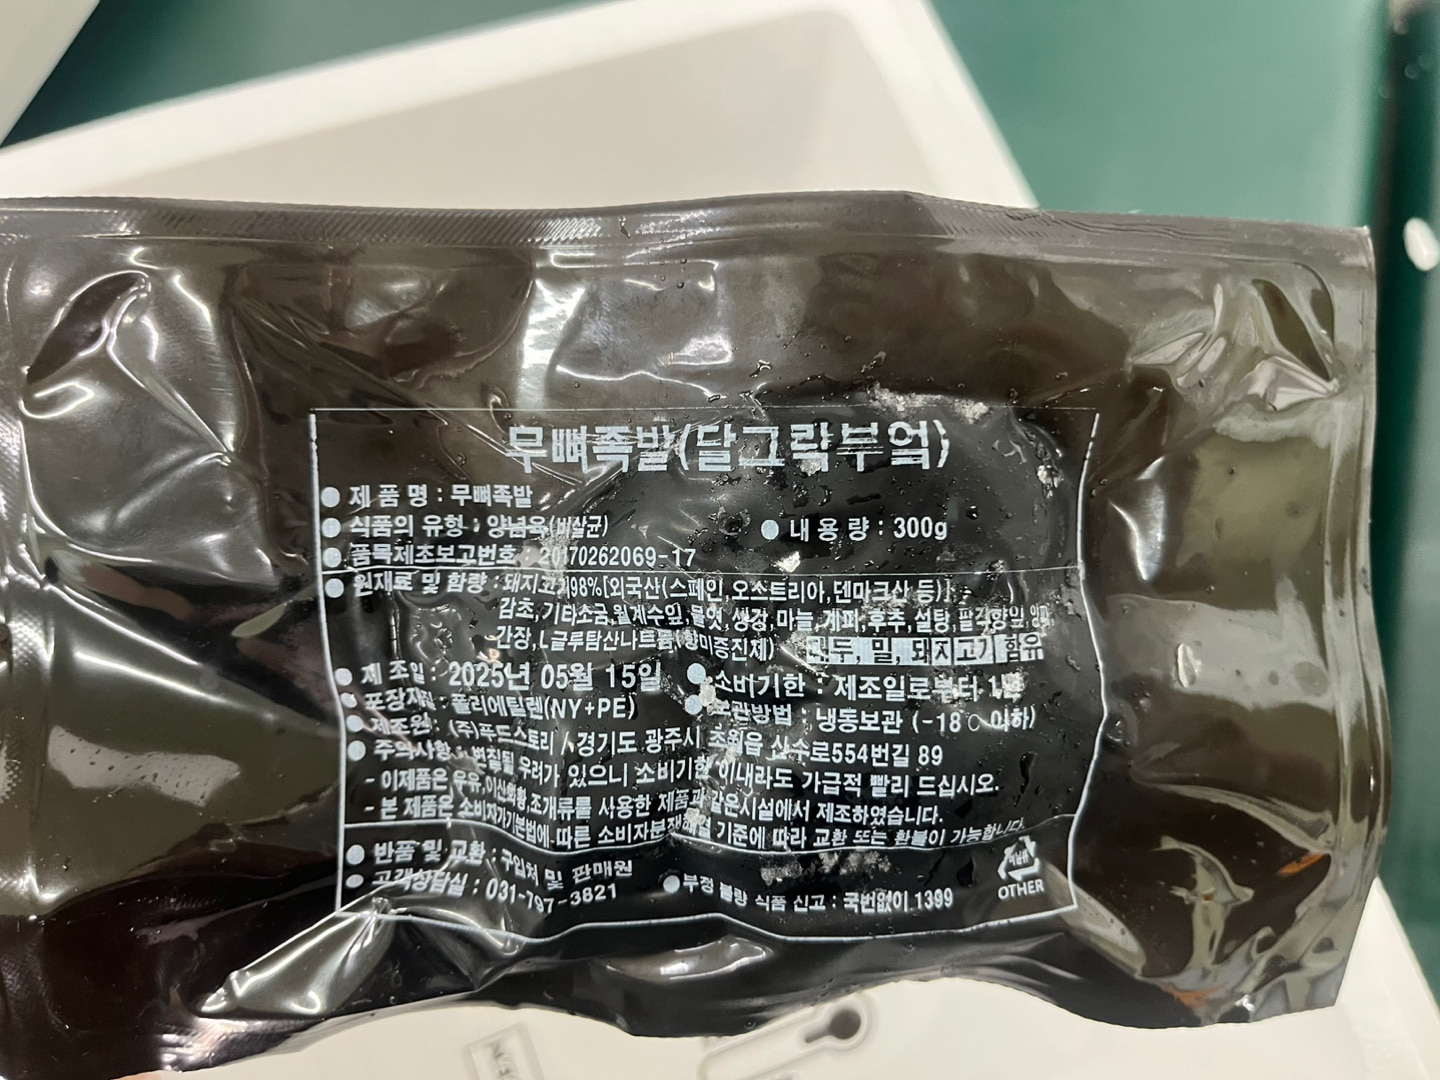 무뼈족발(달그락부엌)
● 제 품 명 : 무뼈족발
● 식품의 유형 : 양념육(비살균) ● 내 용 량 : 300g
● 품목제조보고번호 : 20170262069-17
● 원재료 및 함량 : 돼지고기98%[외국산(스페인,오스트리아,덴마크산 등)],
감초,기타소금,월계수잎,물엿,생강,마늘,계피,후추,설탕,팔각향잎,양파,
간장,L글루탐산나트륨(향미증진제) 대두, 밀, 돼지고기 함유
● 제 조일 : 2025년 05월 15일 ● 소비기한 : 제조일로부터 1년
● 포장재질 : 폴리에틸렌(NY+PE) ● 보관방법 : 냉동보관 (-18℃이하)
● 제조원 : (주)푸드스토리 / 경기도 광주시 초월읍 산수로554번길 89
● 주의사항 : 변질될 우려가 있으니 소비기한 이내라도 가급적 빨리 드십시오.
- 이제품은 우유,이산화황,조개류를 사용한 제품과 같은시설에서 제조하였습니다.
- 본 제품은 소비자기본법에 따른 소비자분쟁해결 기준에 따라 교환 또는 환불이 가능합니다.
● 반품 및 교환 : 구입처 및 판매원
● 고객상담실 : 031-797-3821 ● 부정 불량 식품 신고 : 국번없이 1399
OTHER